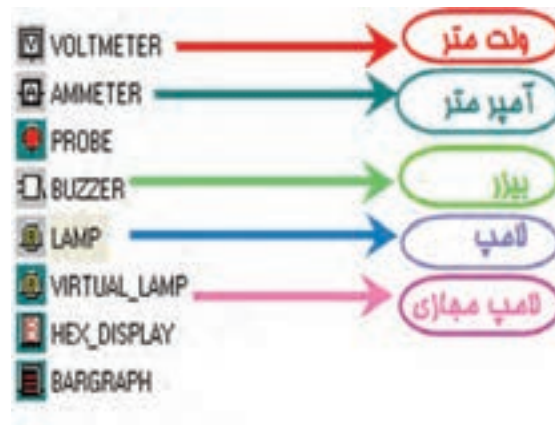 VOLTMETER ولت متر
AMMETER آمپر متر
PROBE
BUZZER بیزر
LAMP لامپ
VIRTUAL_LAMP لامپ مجازی
HEX_DISPLAY
BARGRAPH